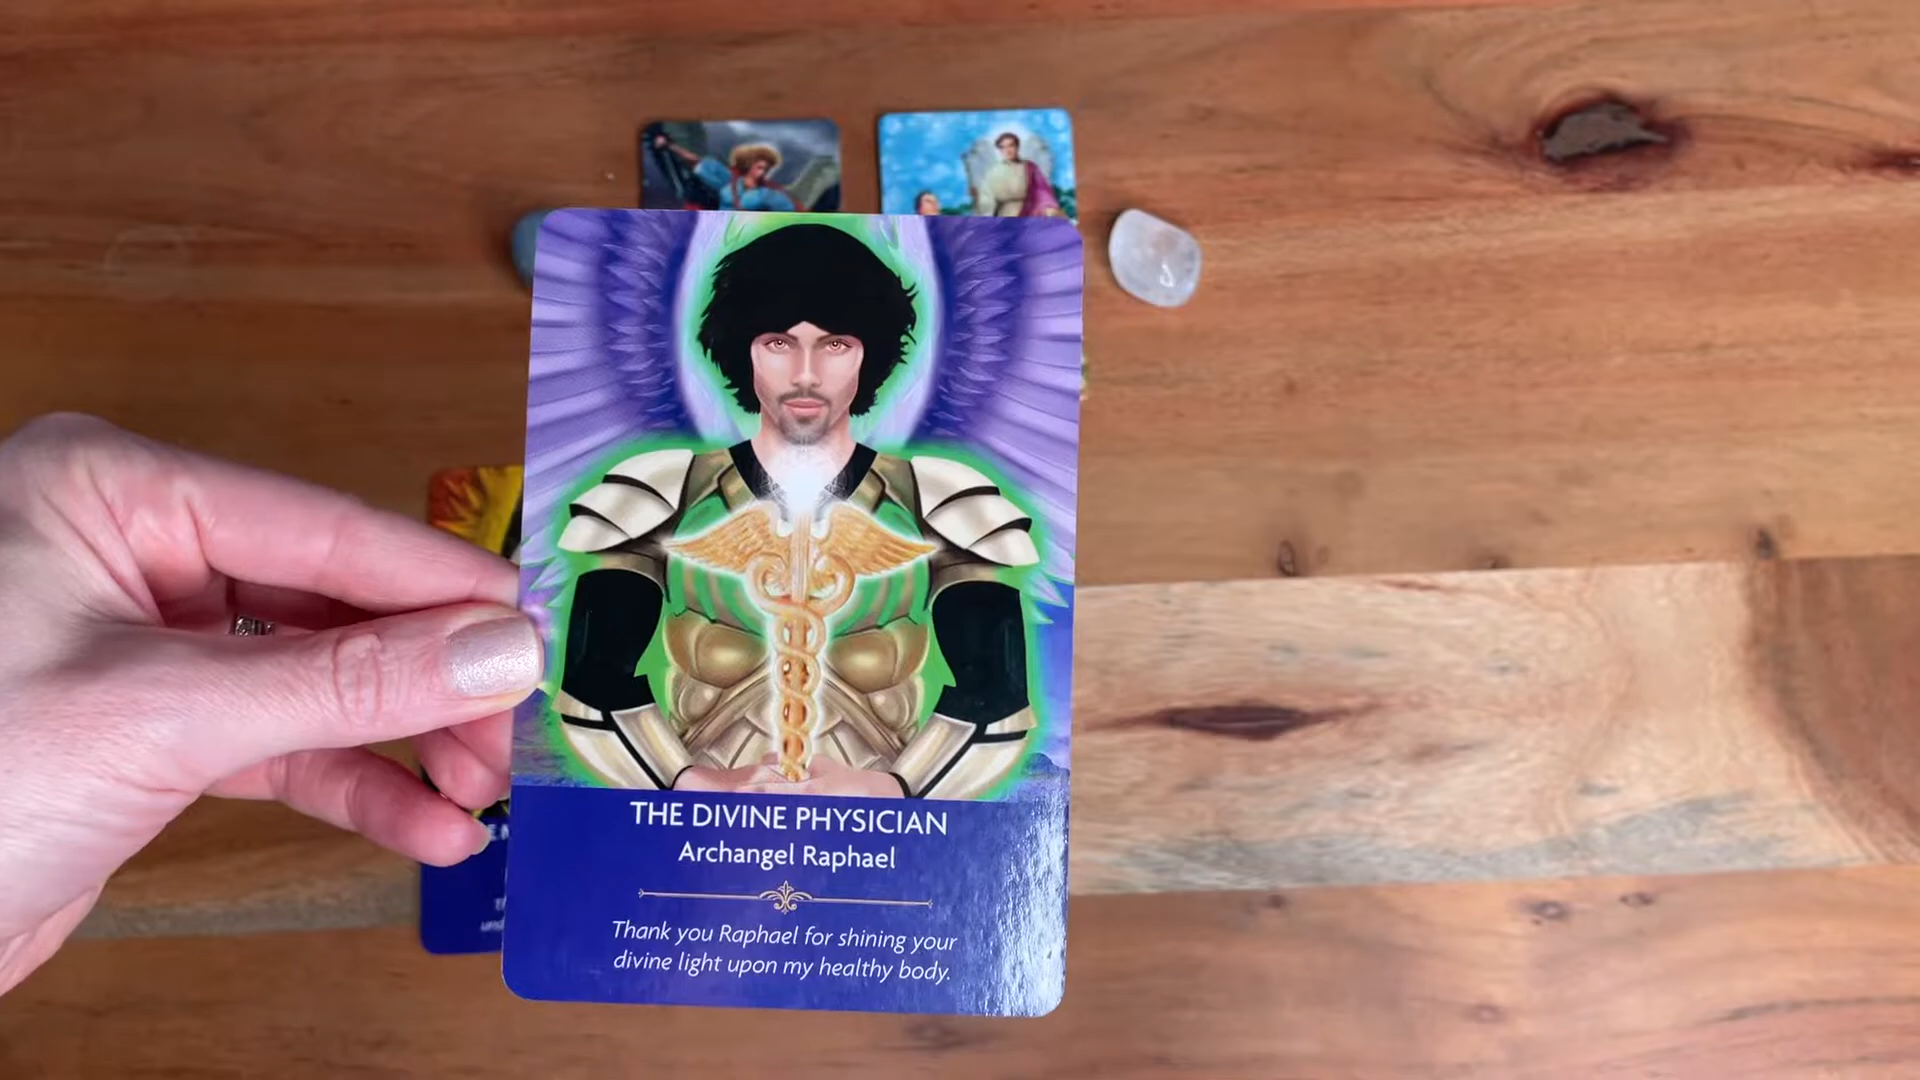 THE DIVINE PHYSICIAN
Archangel Raphael
Thank you Raphael for shining your
divine light upon my healthy body.